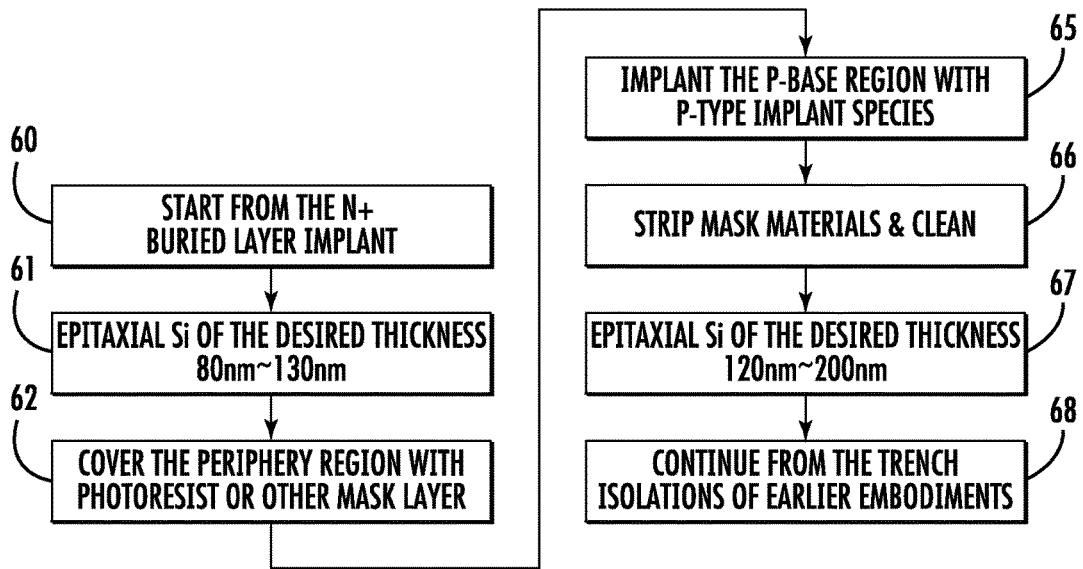 60
START FROM THE N+
BURIED LAYER IMPLANT
61
EPITAXIAL Si OF THE DESIRED THICKNESS
80nm~130nm
62
COVER THE PERIPHERY REGION WITH
PHOTORESIST OR OTHER MASK LAYER
65
IMPLANT THE P-BASE REGION WITH
P-TYPE IMPLANT SPECIES
66
STRIP MASK MATERIALS & CLEAN
67
EPITAXIAL Si OF THE DESIRED THICKNESS
120nm~200nm
68
CONTINUE FROM THE TRENCH
ISOLATIONS OF EARLIER EMBODIMENTS